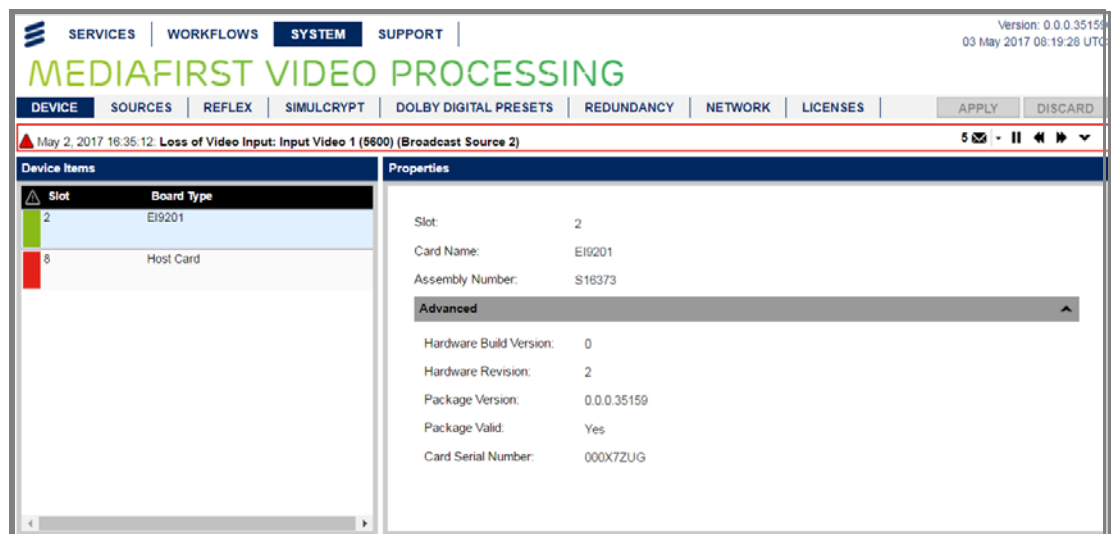 SERVICES WORKFLOWS SYSTEM SUPPORT
Version: 0.0.0.35159
03 May 2017 08:19:28 UTC
MEDIAFIRST VIDEO PROCESSING
DEVICE SOURCES REFLEX SIMULCRYPT DOLBY DIGITAL PRESETS REDUNDANCY NETWORK LICENSES APPLY DISCARD
May 2, 2017 16:35:12: Loss of Video Input: Input Video 1 (5600) (Broadcast Source 2) 5
Device Items
Slot Board Type
2 EI9201
8 Host Card
Properties
Slot: 2
Card Name: EI9201
Assembly Number: S16373
Advanced
Hardware Build Version: 0
Hardware Revision: 2
Package Version: 0.0.0.35159
Package Valid: Yes
Card Serial Number: 000X7ZUG